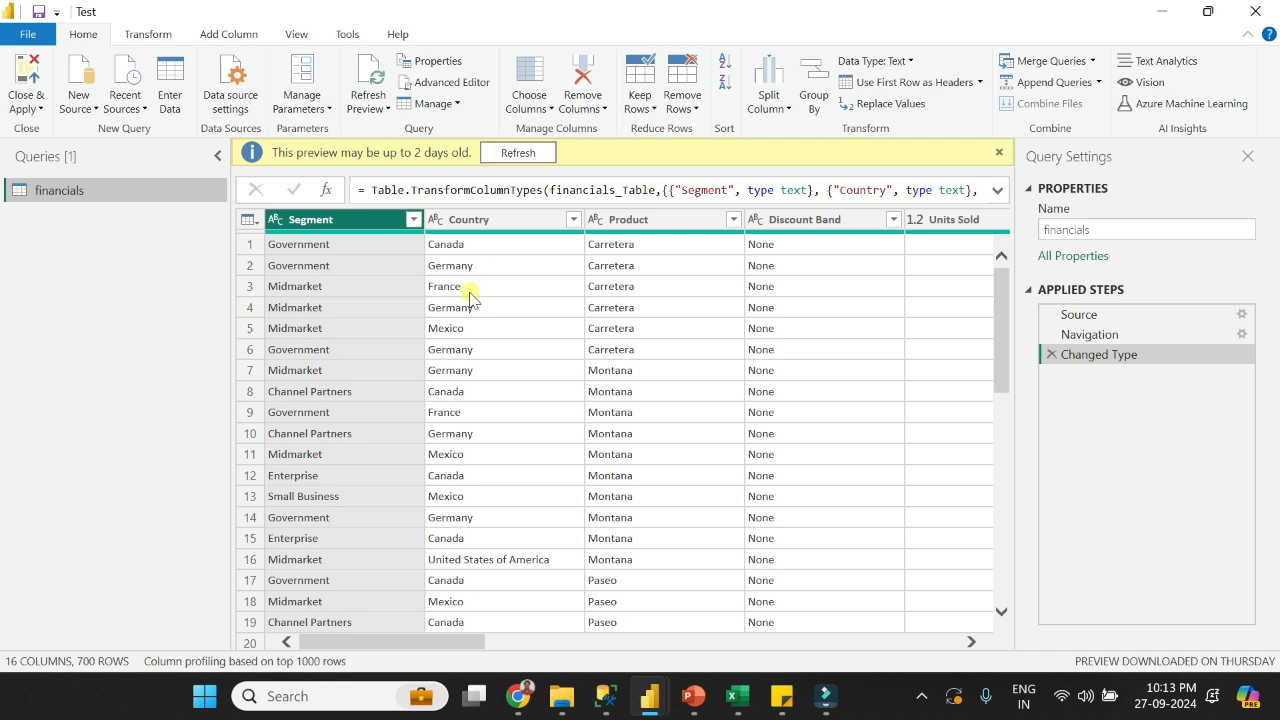 Test
File Home Transform Add Column View Tools Help
Close & Apply
New Source
Recent Sources
Enter Data
Data source settings
Manage Parameters
Refresh Preview
Properties
Advanced Editor
Manage
Choose Columns
Remove Columns
Keep Rows
Remove Rows
Split Column
Group By
Data Type: Text
Use First Row as Headers
Replace Values
Merge Queries
Append Queries
Combine Files
Text Analytics
Vision
Azure Machine Learning
Close New Query Data Sources Parameters Query Manage Columns Reduce Rows Sort Transform Combine AI Insights
Queries [1]
financials
This preview may be up to 2 days old. Refresh
= Table.TransformColumnTypes(financials_Table,{{"Segment", type text}, {"Country", type text},
Segment Country Product Discount Band 1.2 Units Sold
1 Government Canada Carretera None
2 Government Germany Carretera None
3 Midmarket France Carretera None
4 Midmarket Germany Carretera None
5 Midmarket Mexico Carretera None
6 Government Germany Carretera None
7 Midmarket Germany Montana None
8 Channel Partners Canada Montana None
9 Government France Montana None
10 Channel Partners Germany Montana None
11 Midmarket Mexico Montana None
12 Enterprise Canada Montana None
13 Small Business Mexico Montana None
14 Government Germany Montana None
15 Enterprise Canada Montana None
16 Midmarket United States of America Montana None
17 Government Canada Paseo None
18 Midmarket Mexico Paseo None
19 Channel Partners Canada Paseo None
20
Query Settings
PROPERTIES
Name
financials
All Properties
APPLIED STEPS
Source
Navigation
Changed Type
16 COLUMNS, 700 ROWS Column profiling based on top 1000 rows PREVIEW DOWNLOADED ON THURSDAY
Search
ENG
IN
10:13 PM
27-09-2024